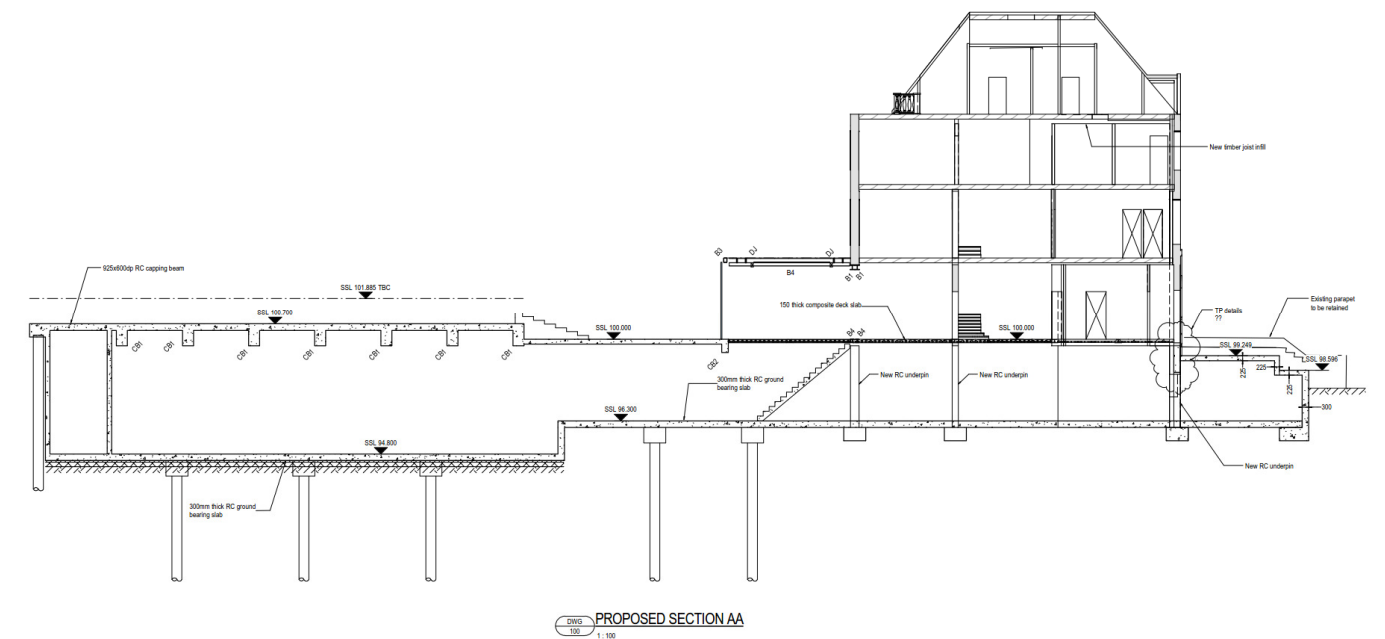 New timber joist infill
B3
DJ
DJ
B4
B1
B1
925x600dp RC capping beam
SSL 101.885 TBC
SSL 100.700
150 thick composite deck slab
Existing parapet
to be retained
TP details
??
SSL 100.000
SSL 100.000
B4
B4
SSL 99.249
SSL 98.596
CB1
CB1
CB1
CB1
CB1
CB1
CB1
CB2
225
225
225
300
New RC underpin
New RC underpin
300mm thick RC ground
bearing slab
SSL 96.300
SSL 94.800
New RC underpin
300mm thick RC ground
bearing slab
DWG
100
PROPOSED SECTION AA
1 : 100